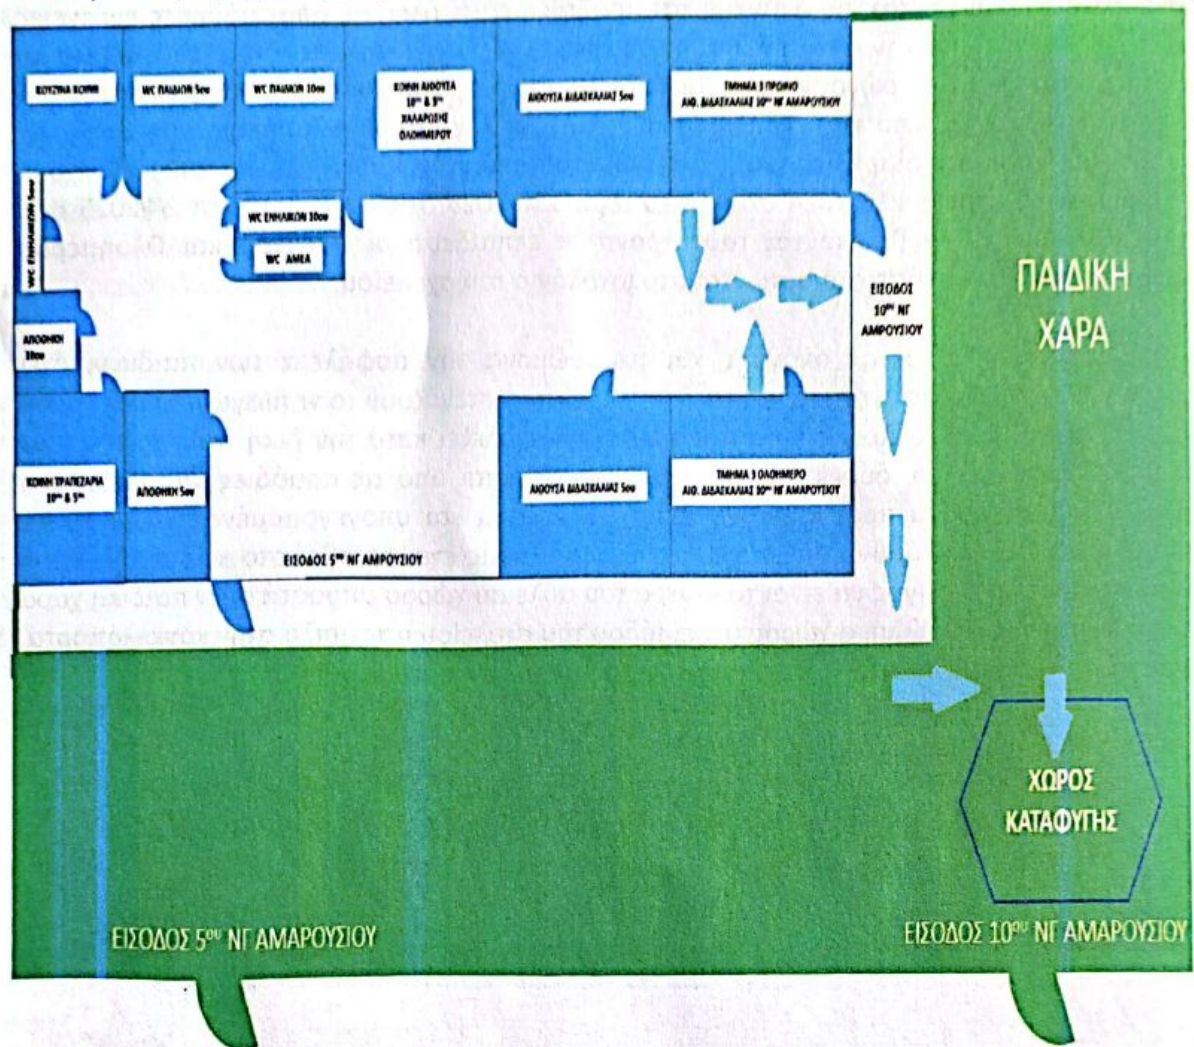 ΚΟΥΖΙΝΑ ΚΟΙΝΗ
WC ΠΑΙΔΙΩΝ 5ου
WC ΠΑΙΔΙΩΝ 10ου
ΚΟΙΝΗ ΑΙΘΟΥΣΑ
10ου & 5ου
ΧΑΛΑΡΩΣΗΣ
ΟΛΟΗΜΕΡΟΥ
ΑΙΘΟΥΣΑ ΔΙΔΑΣΚΑΛΙΑΣ 5ου
ΤΜΗΜΑ 3 ΠΡΩΙΝΟ
ΑΙΘ. ΔΙΔΑΣΚΑΛΙΑΣ 10ου ΝΓ ΑΜΑΡΟΥΣΙΟΥ
WC ΕΝΗΛΙΚΩΝ 5ου
WC ΕΝΗΛΙΚΩΝ 10ου
WC ΑΜΕΑ
ΕΙΣΟΔΟΣ
10ου ΝΓ
ΑΜΡΟΥΣΙΟΥ
ΠΑΙΔΙΚΗ
ΧΑΡΑ
ΑΠΟΘΗΚΗ
10ου
ΚΟΙΝΗ ΤΡΑΠΕΖΑΡΙΑ
10ου & 5ου
ΑΠΟΘΗΚΗ 5ου
ΑΙΘΟΥΣΑ ΔΙΔΑΣΚΑΛΙΑΣ 5ου
ΤΜΗΜΑ 3 ΟΛΟΗΜΕΡΟ
ΑΙΘ. ΔΙΔΑΣΚΑΛΙΑΣ 10ου ΝΓ ΑΜΑΡΟΥΣΙΟΥ
ΕΙΣΟΔΟΣ 5ου ΝΓ ΑΜΡΟΥΣΙΟΥ
ΧΩΡΟΣ
ΚΑΤΑΦΥΓΗΣ
ΕΙΣΟΔΟΣ 5ου ΝΓ ΑΜΑΡΟΥΣΙΟΥ
ΕΙΣΟΔΟΣ 10ου ΝΓ ΑΜΑΡΟΥΣΙΟΥ